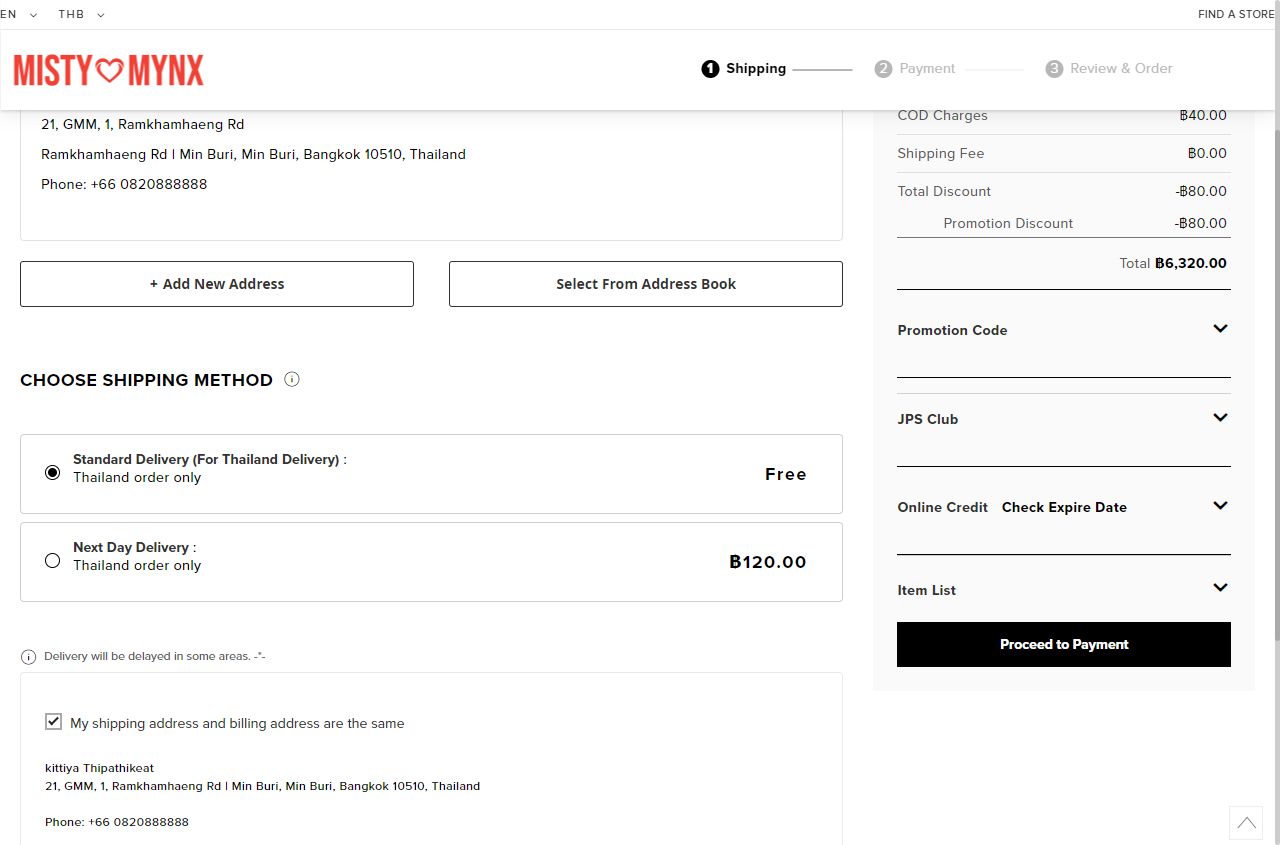 EN THB FIND A STORE
MISTY MYNX
1 Shipping 2 Payment 3 Review & Order
21, GMM, 1, Ramkhamhaeng Rd
Ramkhamhaeng Rd | Min Buri, Min Buri, Bangkok 10510, Thailand
Phone: +66 0820888888
+ Add New Address
Select From Address Book
CHOOSE SHIPPING METHOD
Standard Delivery (For Thailand Delivery) :
Thailand order only
Free
Next Day Delivery :
Thailand order only
฿120.00
Delivery will be delayed in some areas. -*-
My shipping address and billing address are the same
kittiya Thipathikeat
21, GMM, 1, Ramkhamhaeng Rd | Min Buri, Min Buri, Bangkok 10510, Thailand
Phone: +66 0820888888
COD Charges ฿40.00
Shipping Fee ฿0.00
Total Discount -฿80.00
Promotion Discount -฿80.00
Total ฿6,320.00
Promotion Code
JPS Club
Online Credit Check Expire Date
Item List
Proceed to Payment